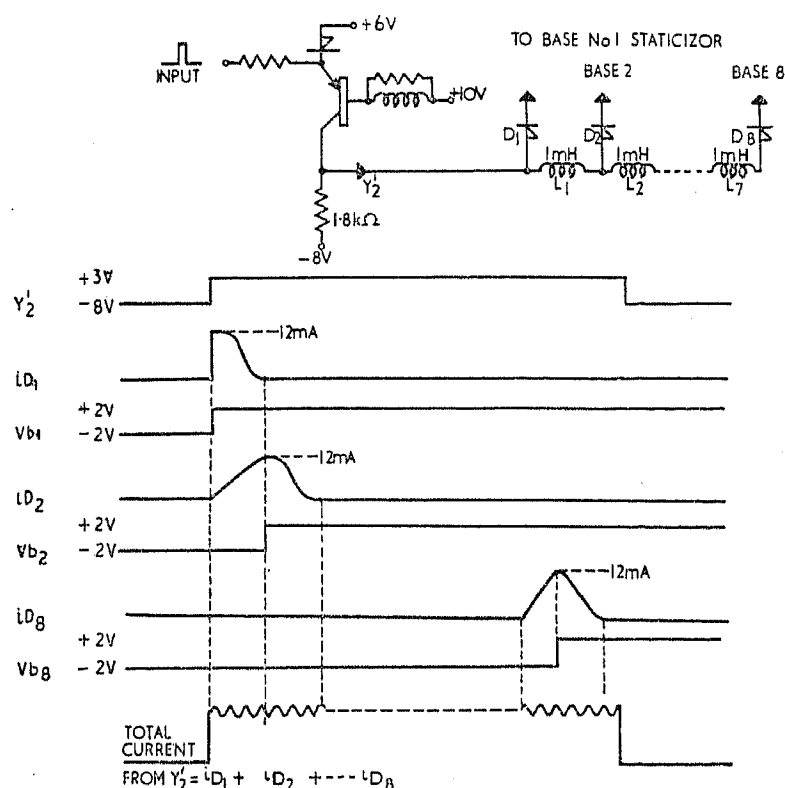 +6V
TO BASE No 1 STATICIZOR
INPUT
BASE 2
BASE 8
+10V
D1
D2
D8
1mH
1mH
1mH
L1
L2
L7
Y2'
1·8kΩ
-8V
+3V
Y2'
-8V
12mA
iD1
+2V
Vb1
-2V
12mA
iD2
+2V
Vb2
-2V
12mA
iD8
+2V
Vb8
-2V
TOTAL
CURRENT
FROM Y2' = iD1 + iD2 + ---- iD8